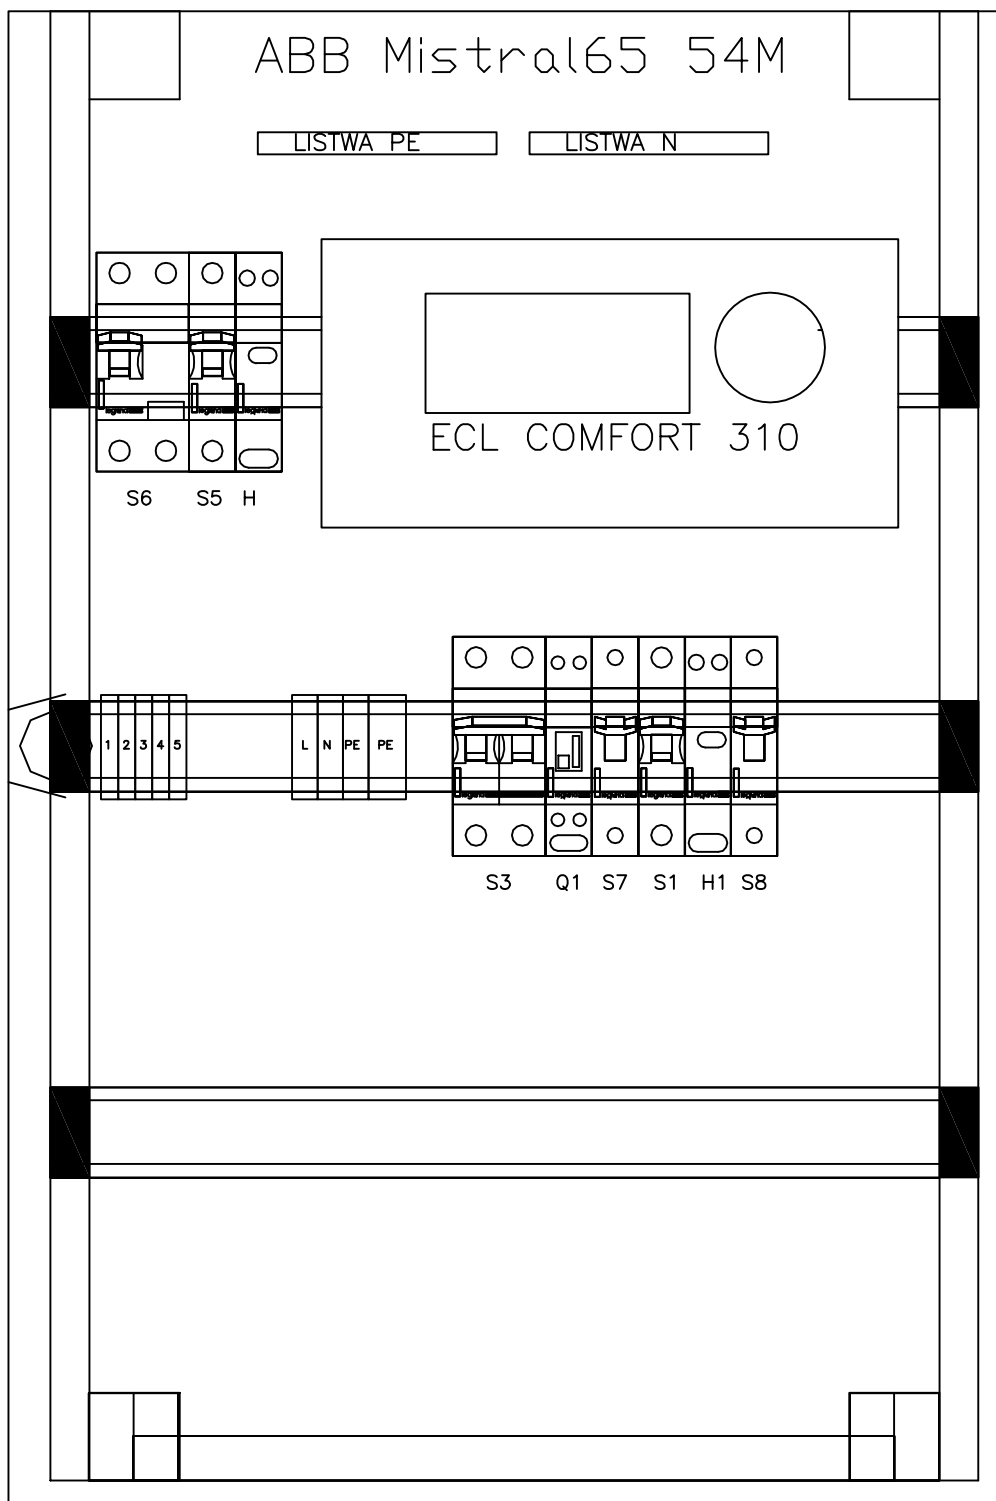 ABB Mistral65 54M
LISTWA PE LISTWA N
ECL COMFORT 310
S6 S5 H
1 2 3 4 5 L N PE PE
S3 Q1 S7 S1 H1 S8